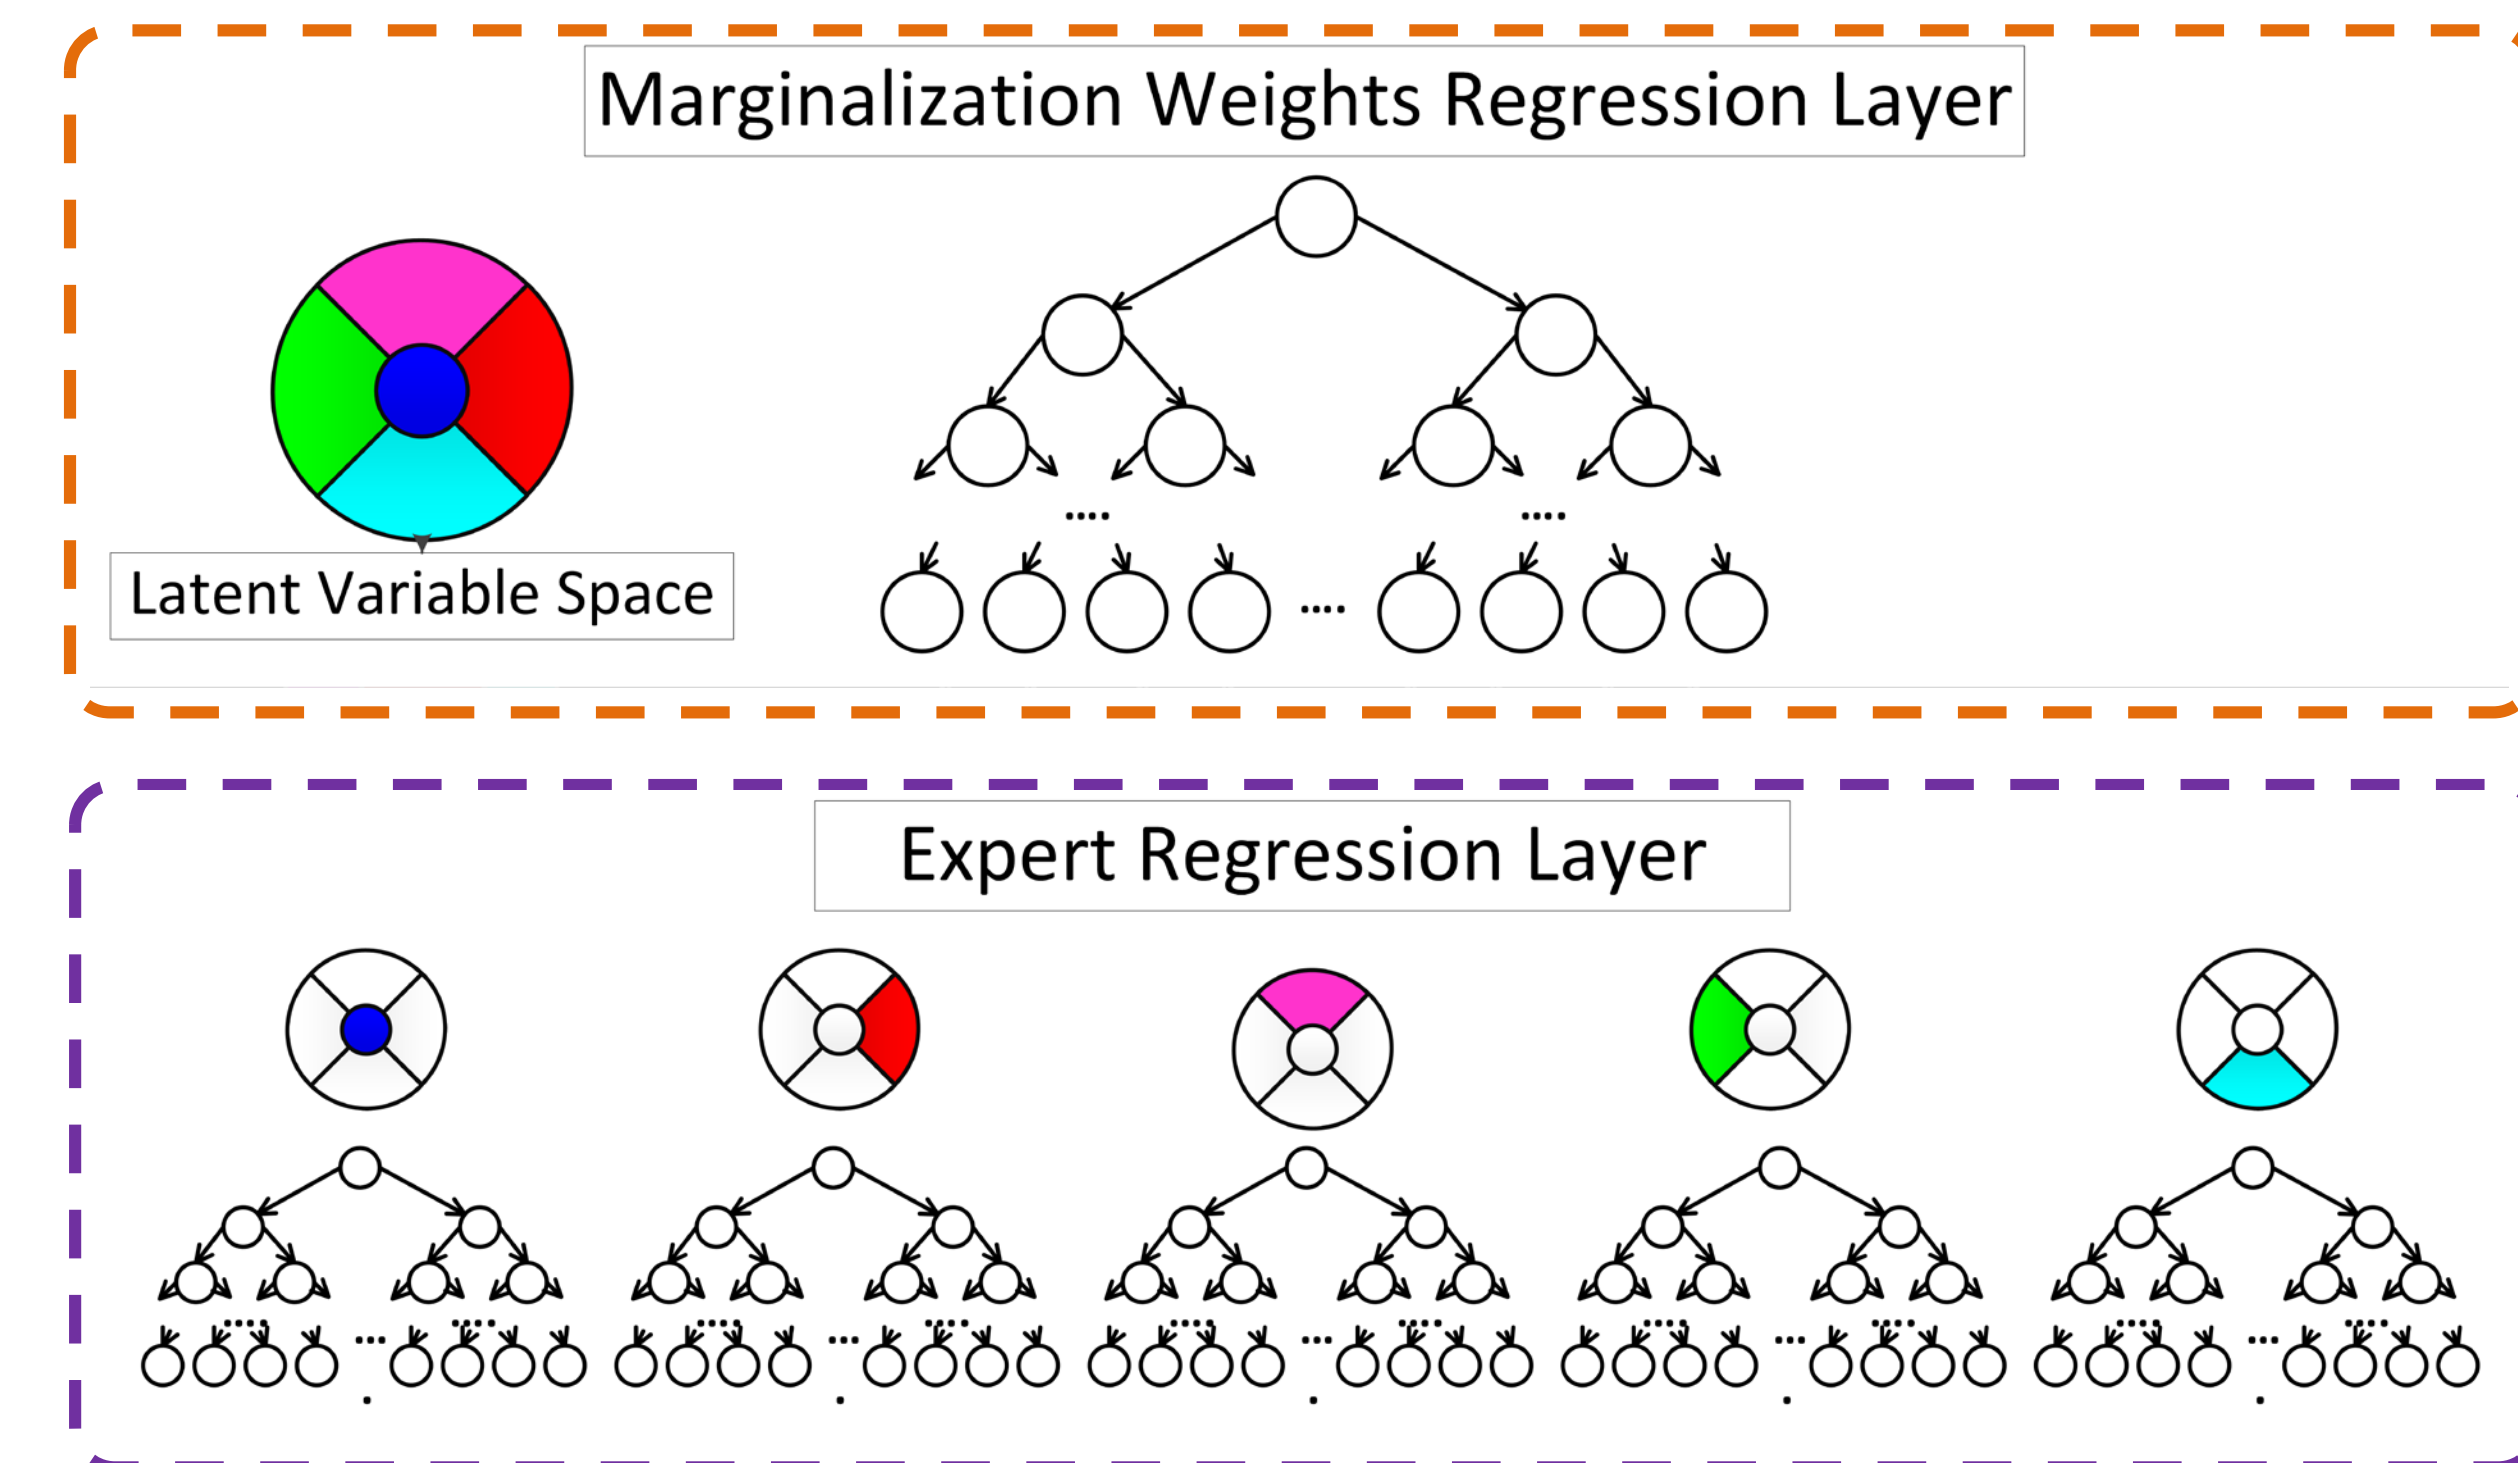 Marginalization Weights Regression Layer
Latent Variable Space
Expert Regression Layer